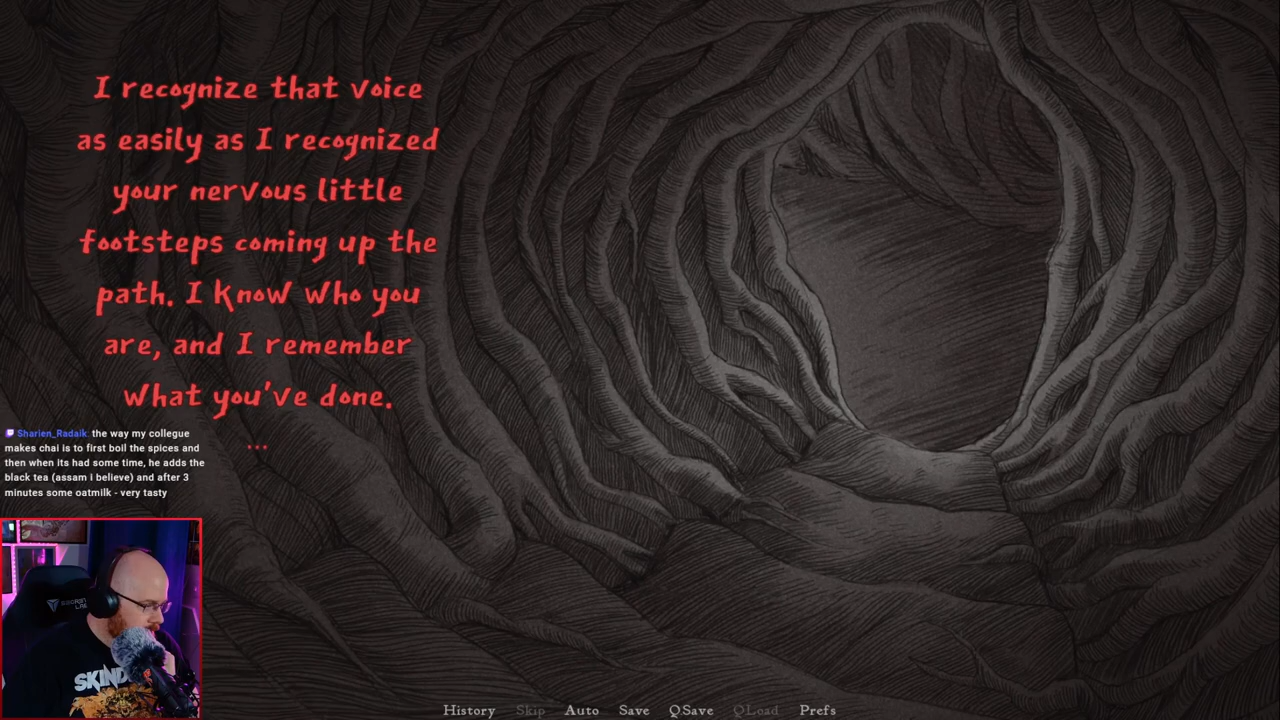 I recognize that voice
as easily as I recognized
your nervous little
footsteps coming up the
path. I know who you
are, and I remember
what you've done.
...
Sharien_Radaik: the way my collegue
makes chai is to first boil the spices and
then when its had some time, he adds the
black tea (assam I believe) and after 3
minutes some oatmilk - very tasty
History Skip Auto Save Q.Save Q.Load Prefs